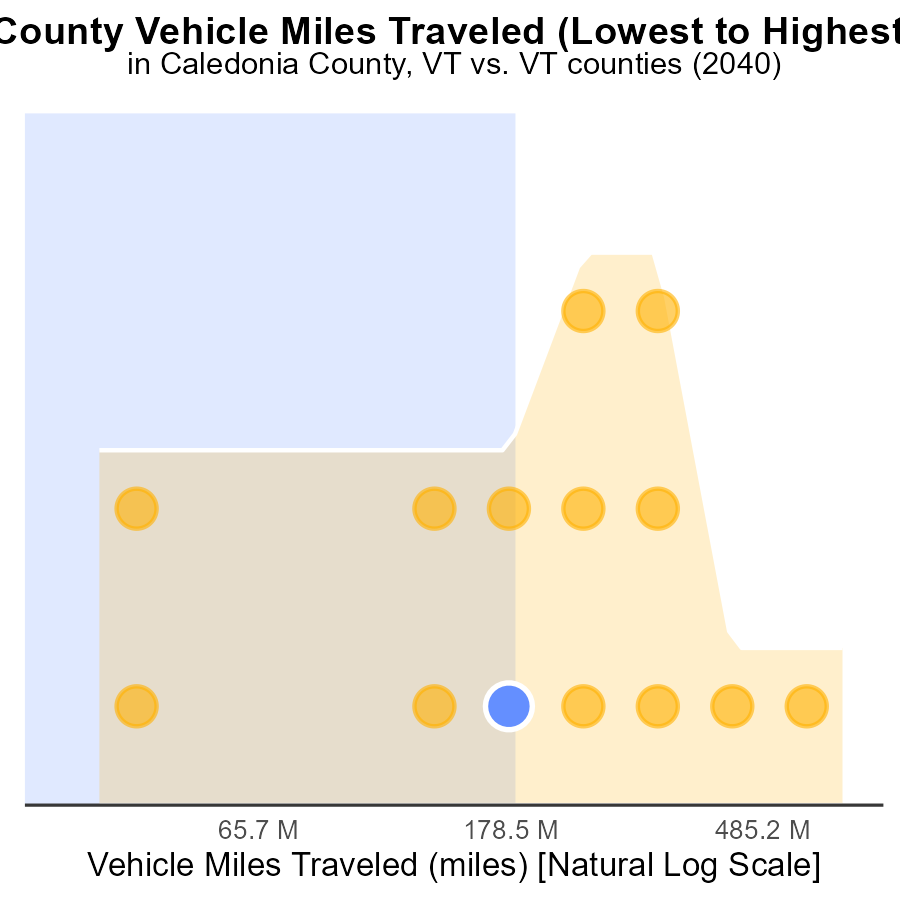 County Vehicle Miles Traveled (Lowest to Highest
in Caledonia County, VT vs. VT counties (2040)
65.7 M 178.5 M 485.2 M
Vehicle Miles Traveled (miles) [Natural Log Scale]